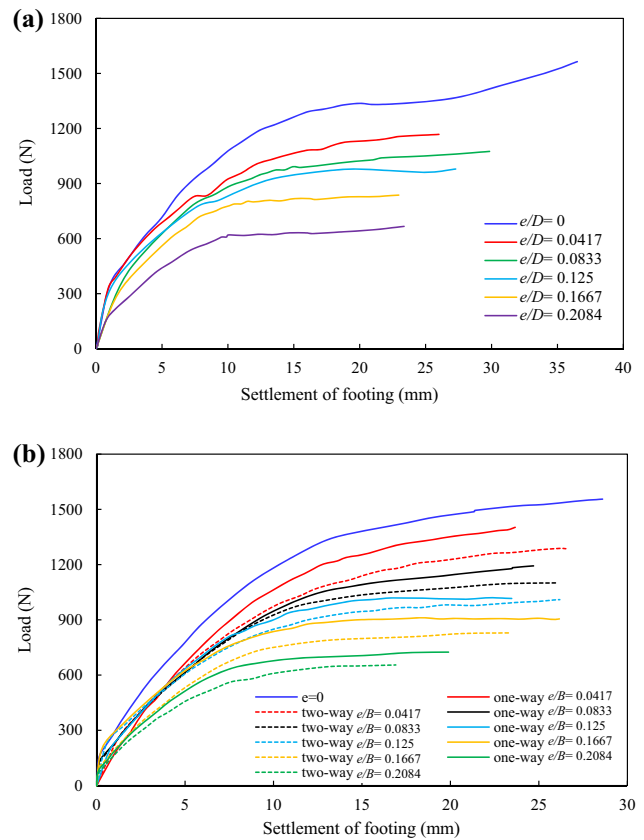 (a)
1800
1500
1200
900
600
300
0
Load (N)
0 5 10 15 20 25 30 35 40
Settlement of footing (mm)
e/D= 0
e/D= 0.0417
e/D= 0.0833
e/D= 0.125
e/D= 0.1667
e/D= 0.2084
(b)
1800
1500
1200
900
600
300
0
Load (N)
e=0
one-way e/B= 0.0417
two-way e/B= 0.0417
one-way e/B= 0.0833
two-way e/B= 0.0833
one-way e/B= 0.125
two-way e/B= 0.125
one-way e/B= 0.1667
two-way e/B= 0.1667
one-way e/B= 0.2084
two-way e/B= 0.2084
0 5 10 15 20 25 30
Settlement of footing (mm)